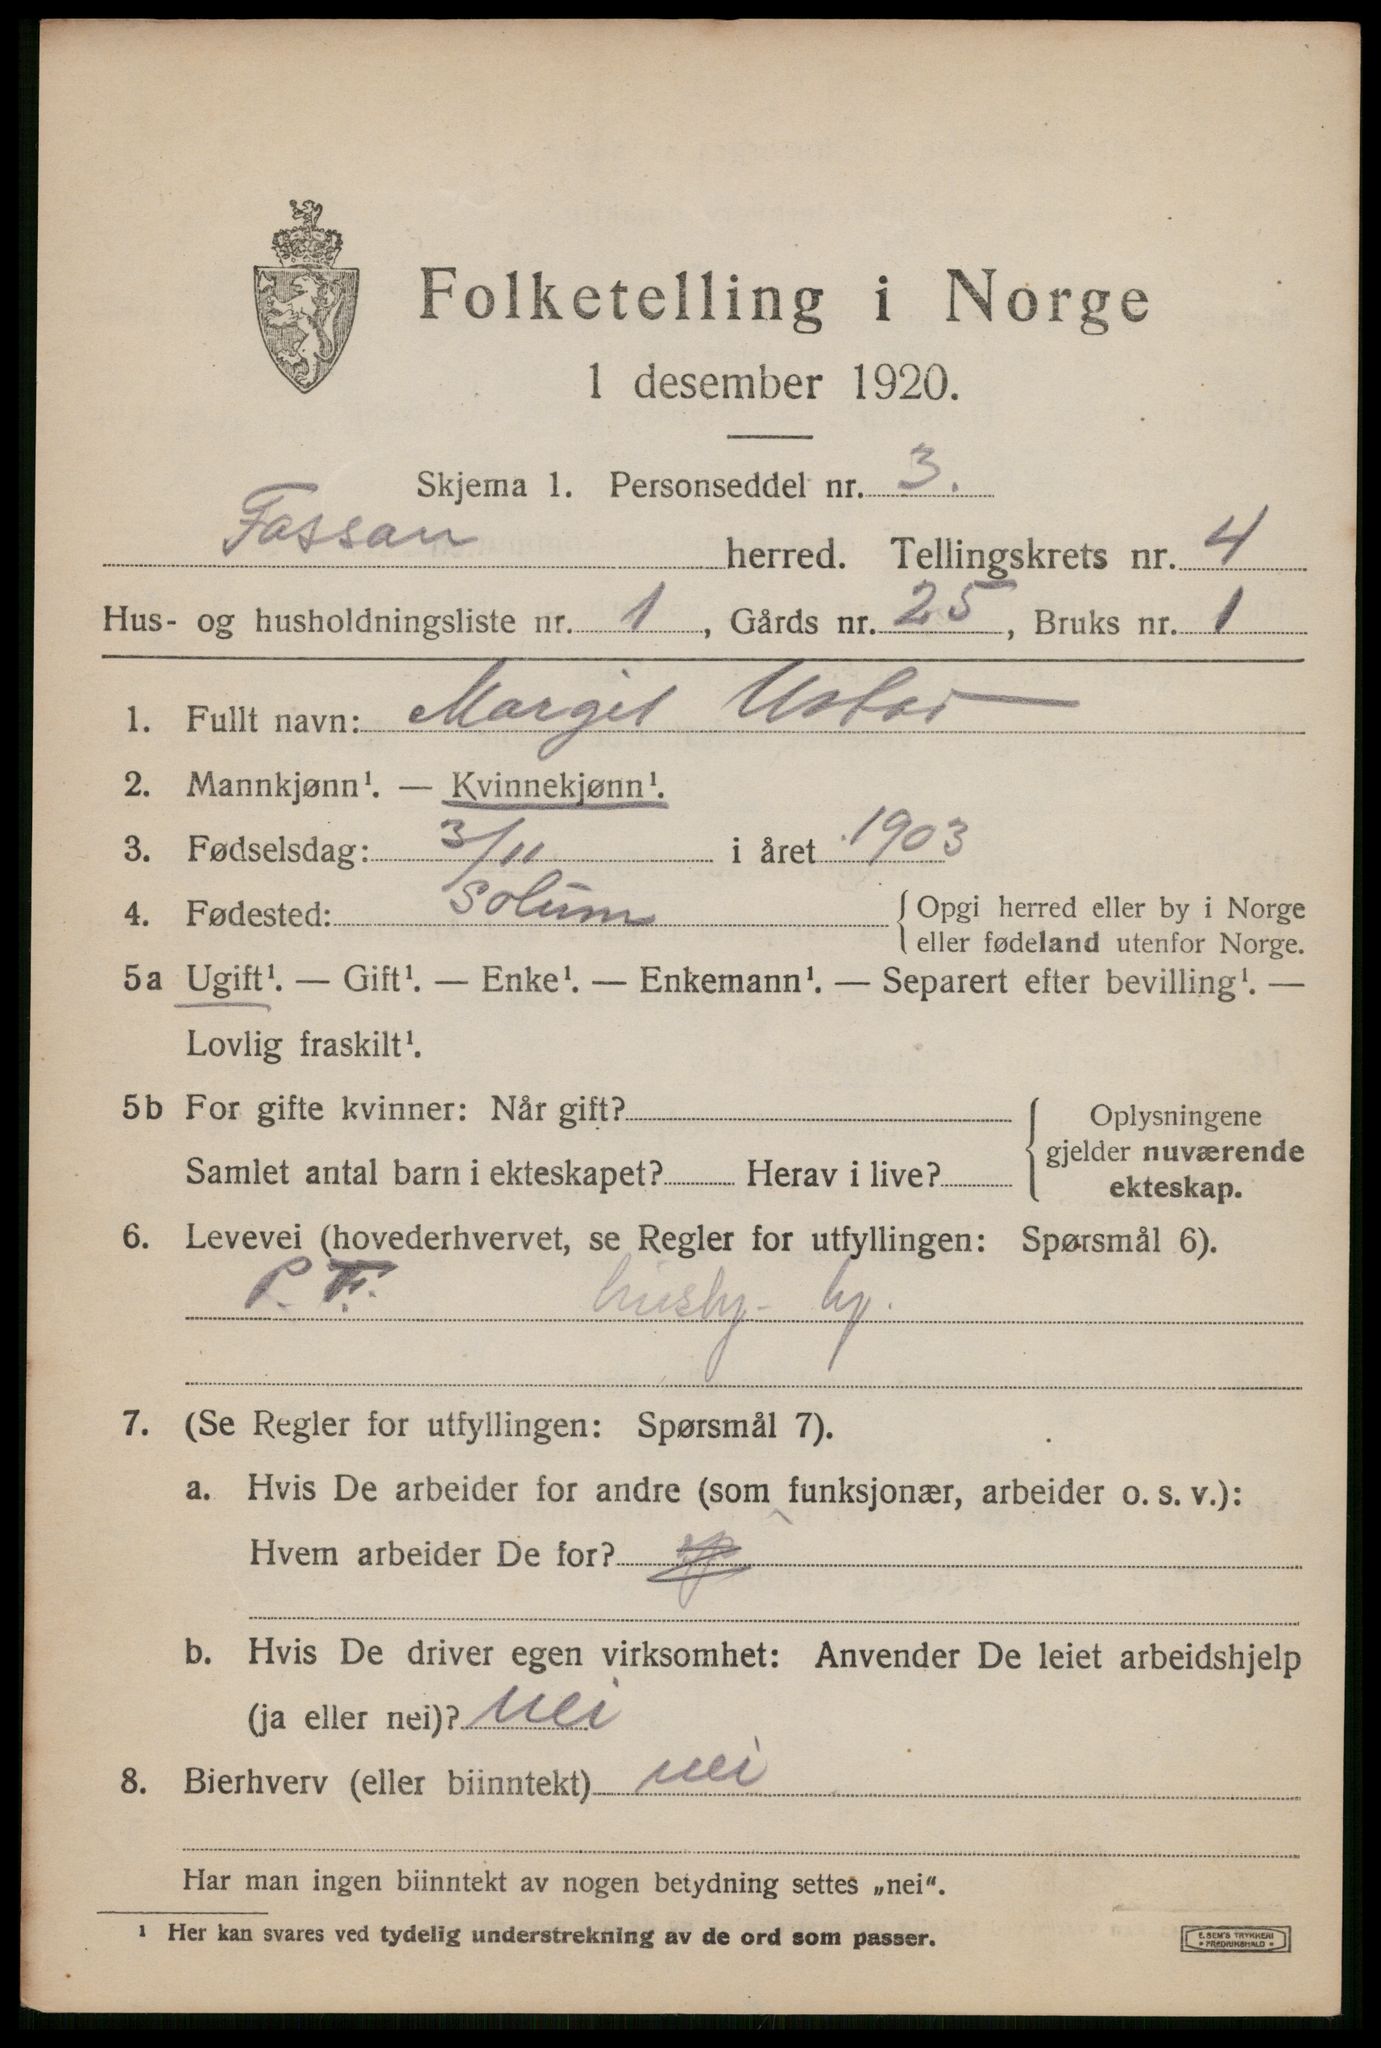 Folketelling i Norge
1 desember 1920.
Skjema 1. Personseddel nr. 3.
Fossan herred. Tellingskrets nr. 4
Hus- og husholdningsliste nr. 1, Gårds nr. 25, Bruks nr. 1
1. Fullt navn: Margit
2. Mannkjønn¹. — Kvinnekjønn¹.
3. Fødselsdag: 3/11 i året 1903
4. Fødested: Solum {Opgi herred eller by i Norge
eller fødeland utenfor Norge.
5a Ugift¹. — Gift¹. — Enke¹. — Enkemann¹. — Separert efter bevilling¹. —
Lovlig fraskilt¹.
5b For gifte kvinner: Når gift?
Samlet antal barn i ekteskapet? Herav i live?
{Oplysningene
gjelder nuværende
ekteskap.
6. Levevei (hovederhvervet, se Regler for utfyllingen: Spørsmål 6).
husby- hp.
7. (Se Regler for utfyllingen: Spørsmål 7).
a. Hvis De arbeider for andre (som funksjonær, arbeider o. s. v.):
Hvem arbeider De for?
b. Hvis De driver egen virksomhet: Anvender De leiet arbeidshjelp
(ja eller nei)? nei
8. Bierhverv (eller biinntekt) nei
Har man ingen biinntekt av nogen betydning settes „nei“.
¹ Her kan svares ved tydelig understrekning av de ord som passer.
E. SEM'S TRYKKERI
• FREDRIKSHALD •